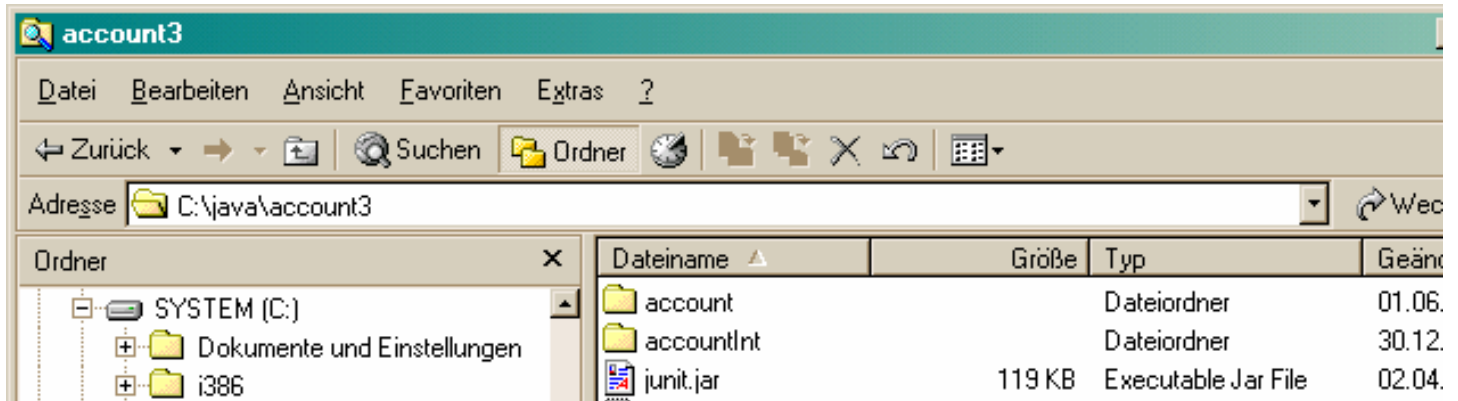 account3
Datei Bearbeiten Ansicht Favoriten Extras ?
Zurück Suchen Ordner
Adresse C:\java\account3 Wec
Ordner Dateiname Größe Typ Geänd
SYSTEM (C:) account Dateiordner 01.06.
Dokumente und Einstellungen accountInt Dateiordner 30.12.
i386 junit.jar 119 KB Executable Jar File 02.04.